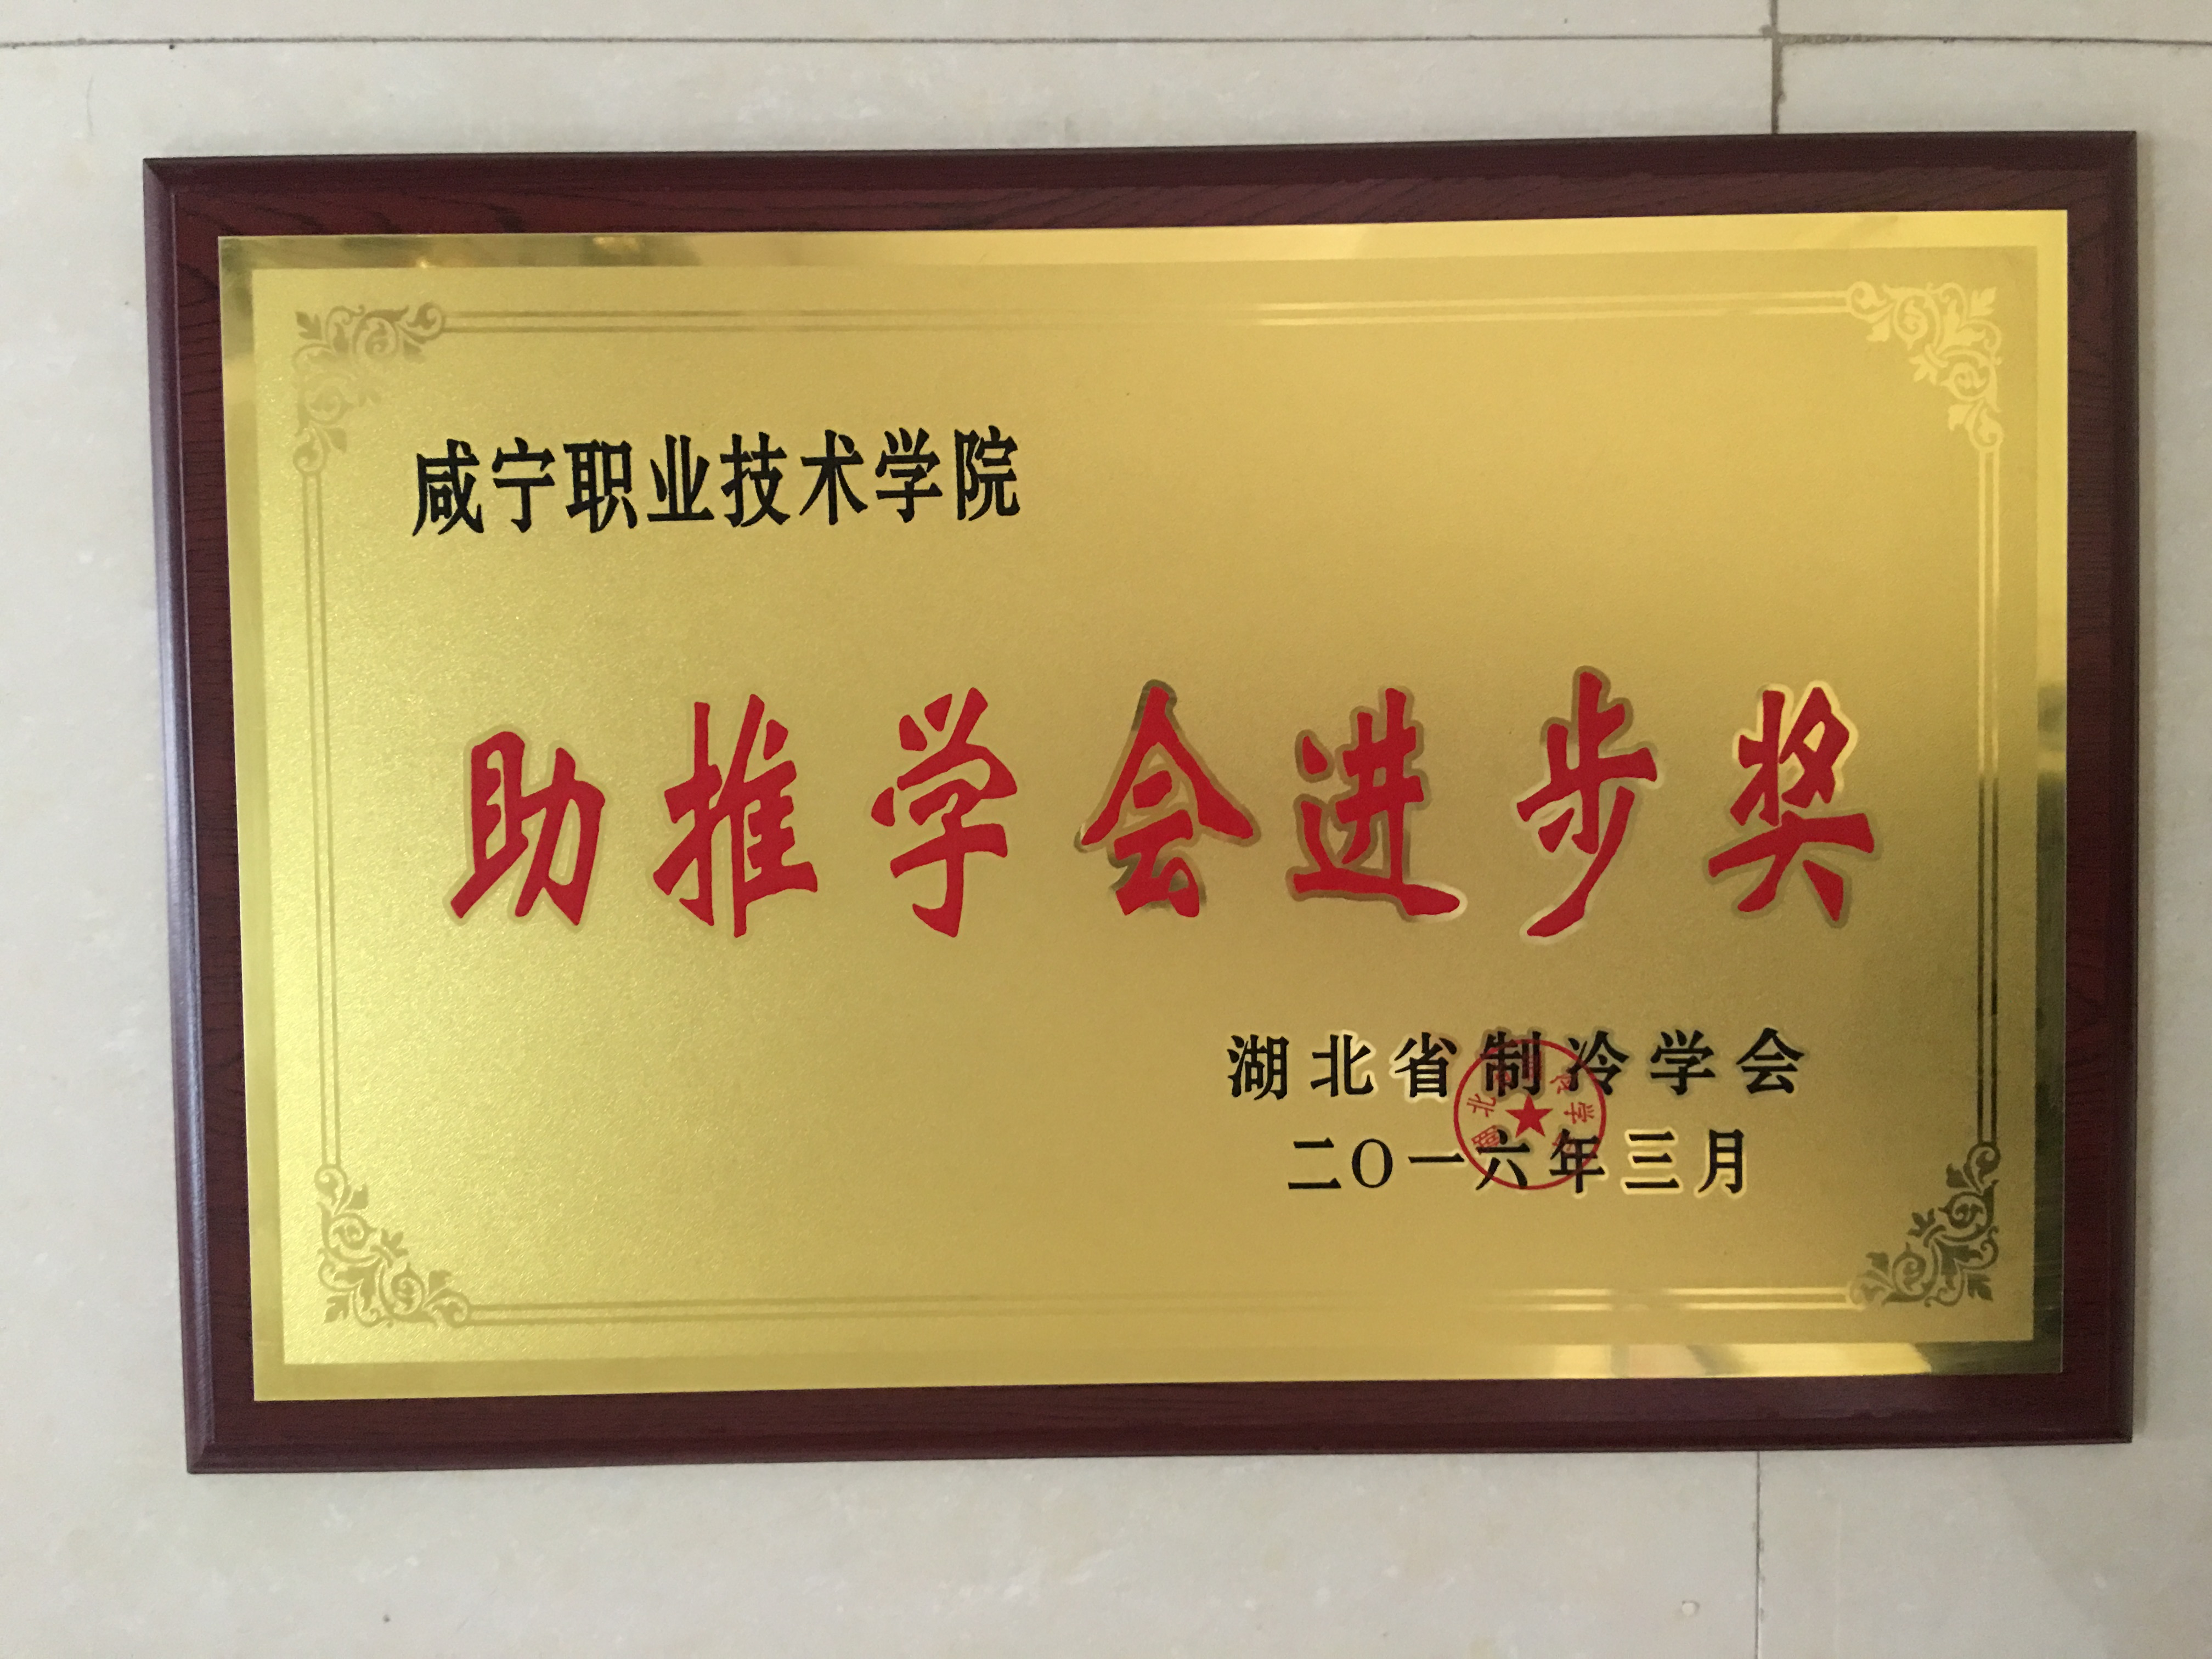 咸宁职业技术学院
助推学会进步奖
湖北省制冷学会
二〇一六年三月